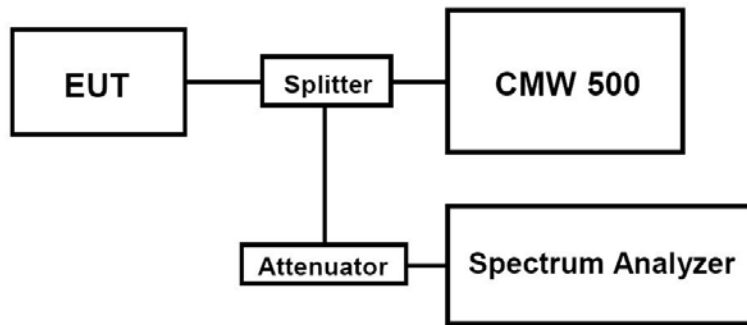 EUT
Splitter
CMW 500
Attenuator
Spectrum Analyzer